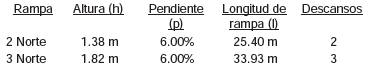 Rampa Altura (h) Pendiente (p) Longitud de rampa (l) Descansos
2 Norte 1.38 m 6.00% 25.40 m 2
3 Norte 1.82 m 6.00% 33.93 m 3